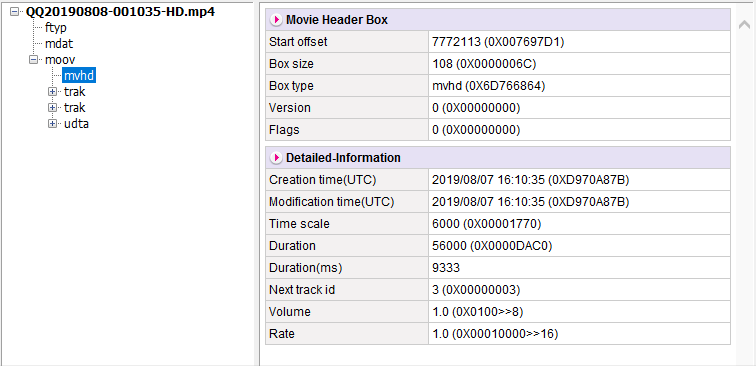 QQ20190808-001035-HD.mp4
ftyp
mdat
moov
mvhd
trak
trak
udta
Movie Header Box
Start offset 7772113 (0X007697D1)
Box size 108 (0X0000006C)
Box type mvhd (0X6D766864)
Version 0 (0X00000000)
Flags 0 (0X00000000)
Detailed-Information
Creation time(UTC) 2019/08/07 16:10:35 (0XD970A87B)
Modification time(UTC) 2019/08/07 16:10:35 (0XD970A87B)
Time scale 6000 (0X00001770)
Duration 56000 (0X0000DAC0)
Duration(ms) 9333
Next track id 3 (0X00000003)
Volume 1.0 (0X0100>>8)
Rate 1.0 (0X00010000>>16)